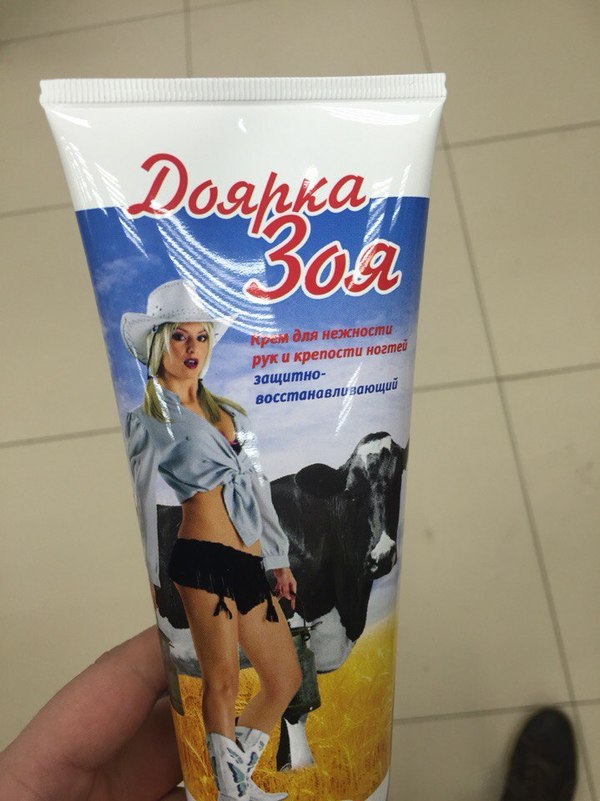 Доярка
Зоя
Крем для нежности
рук и крепости ногтей
защитно-
восстанавливающий